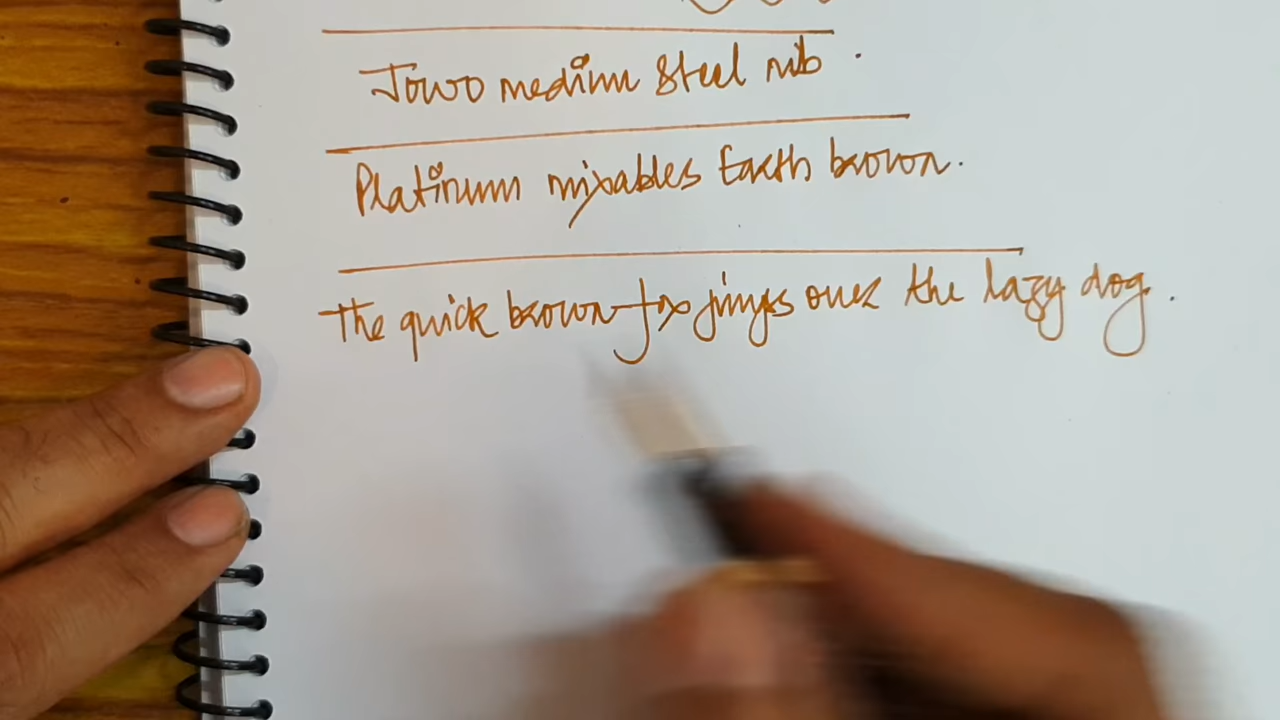 Jowo medium Steel nib.
Platinum mixables Earth brown.
The quick brown fox jumps over the lazy dog.